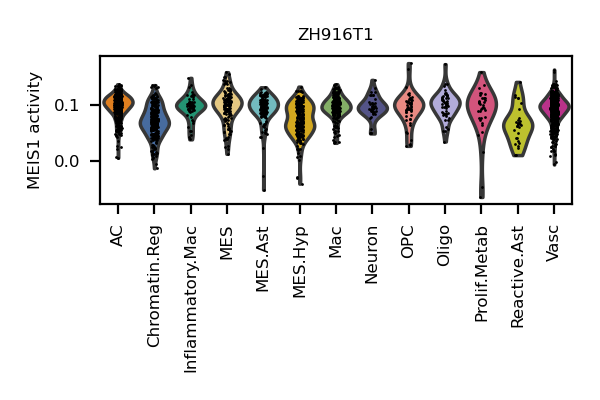 ZH916T1
MEIS1 activity
0.1
0.0
AC
Chromatin.Reg
Inflammatory.Mac
MES
MES.Ast
MES.Hyp
Mac
Neuron
OPC
Oligo
Prolif.Metab
Reactive.Ast
Vasc